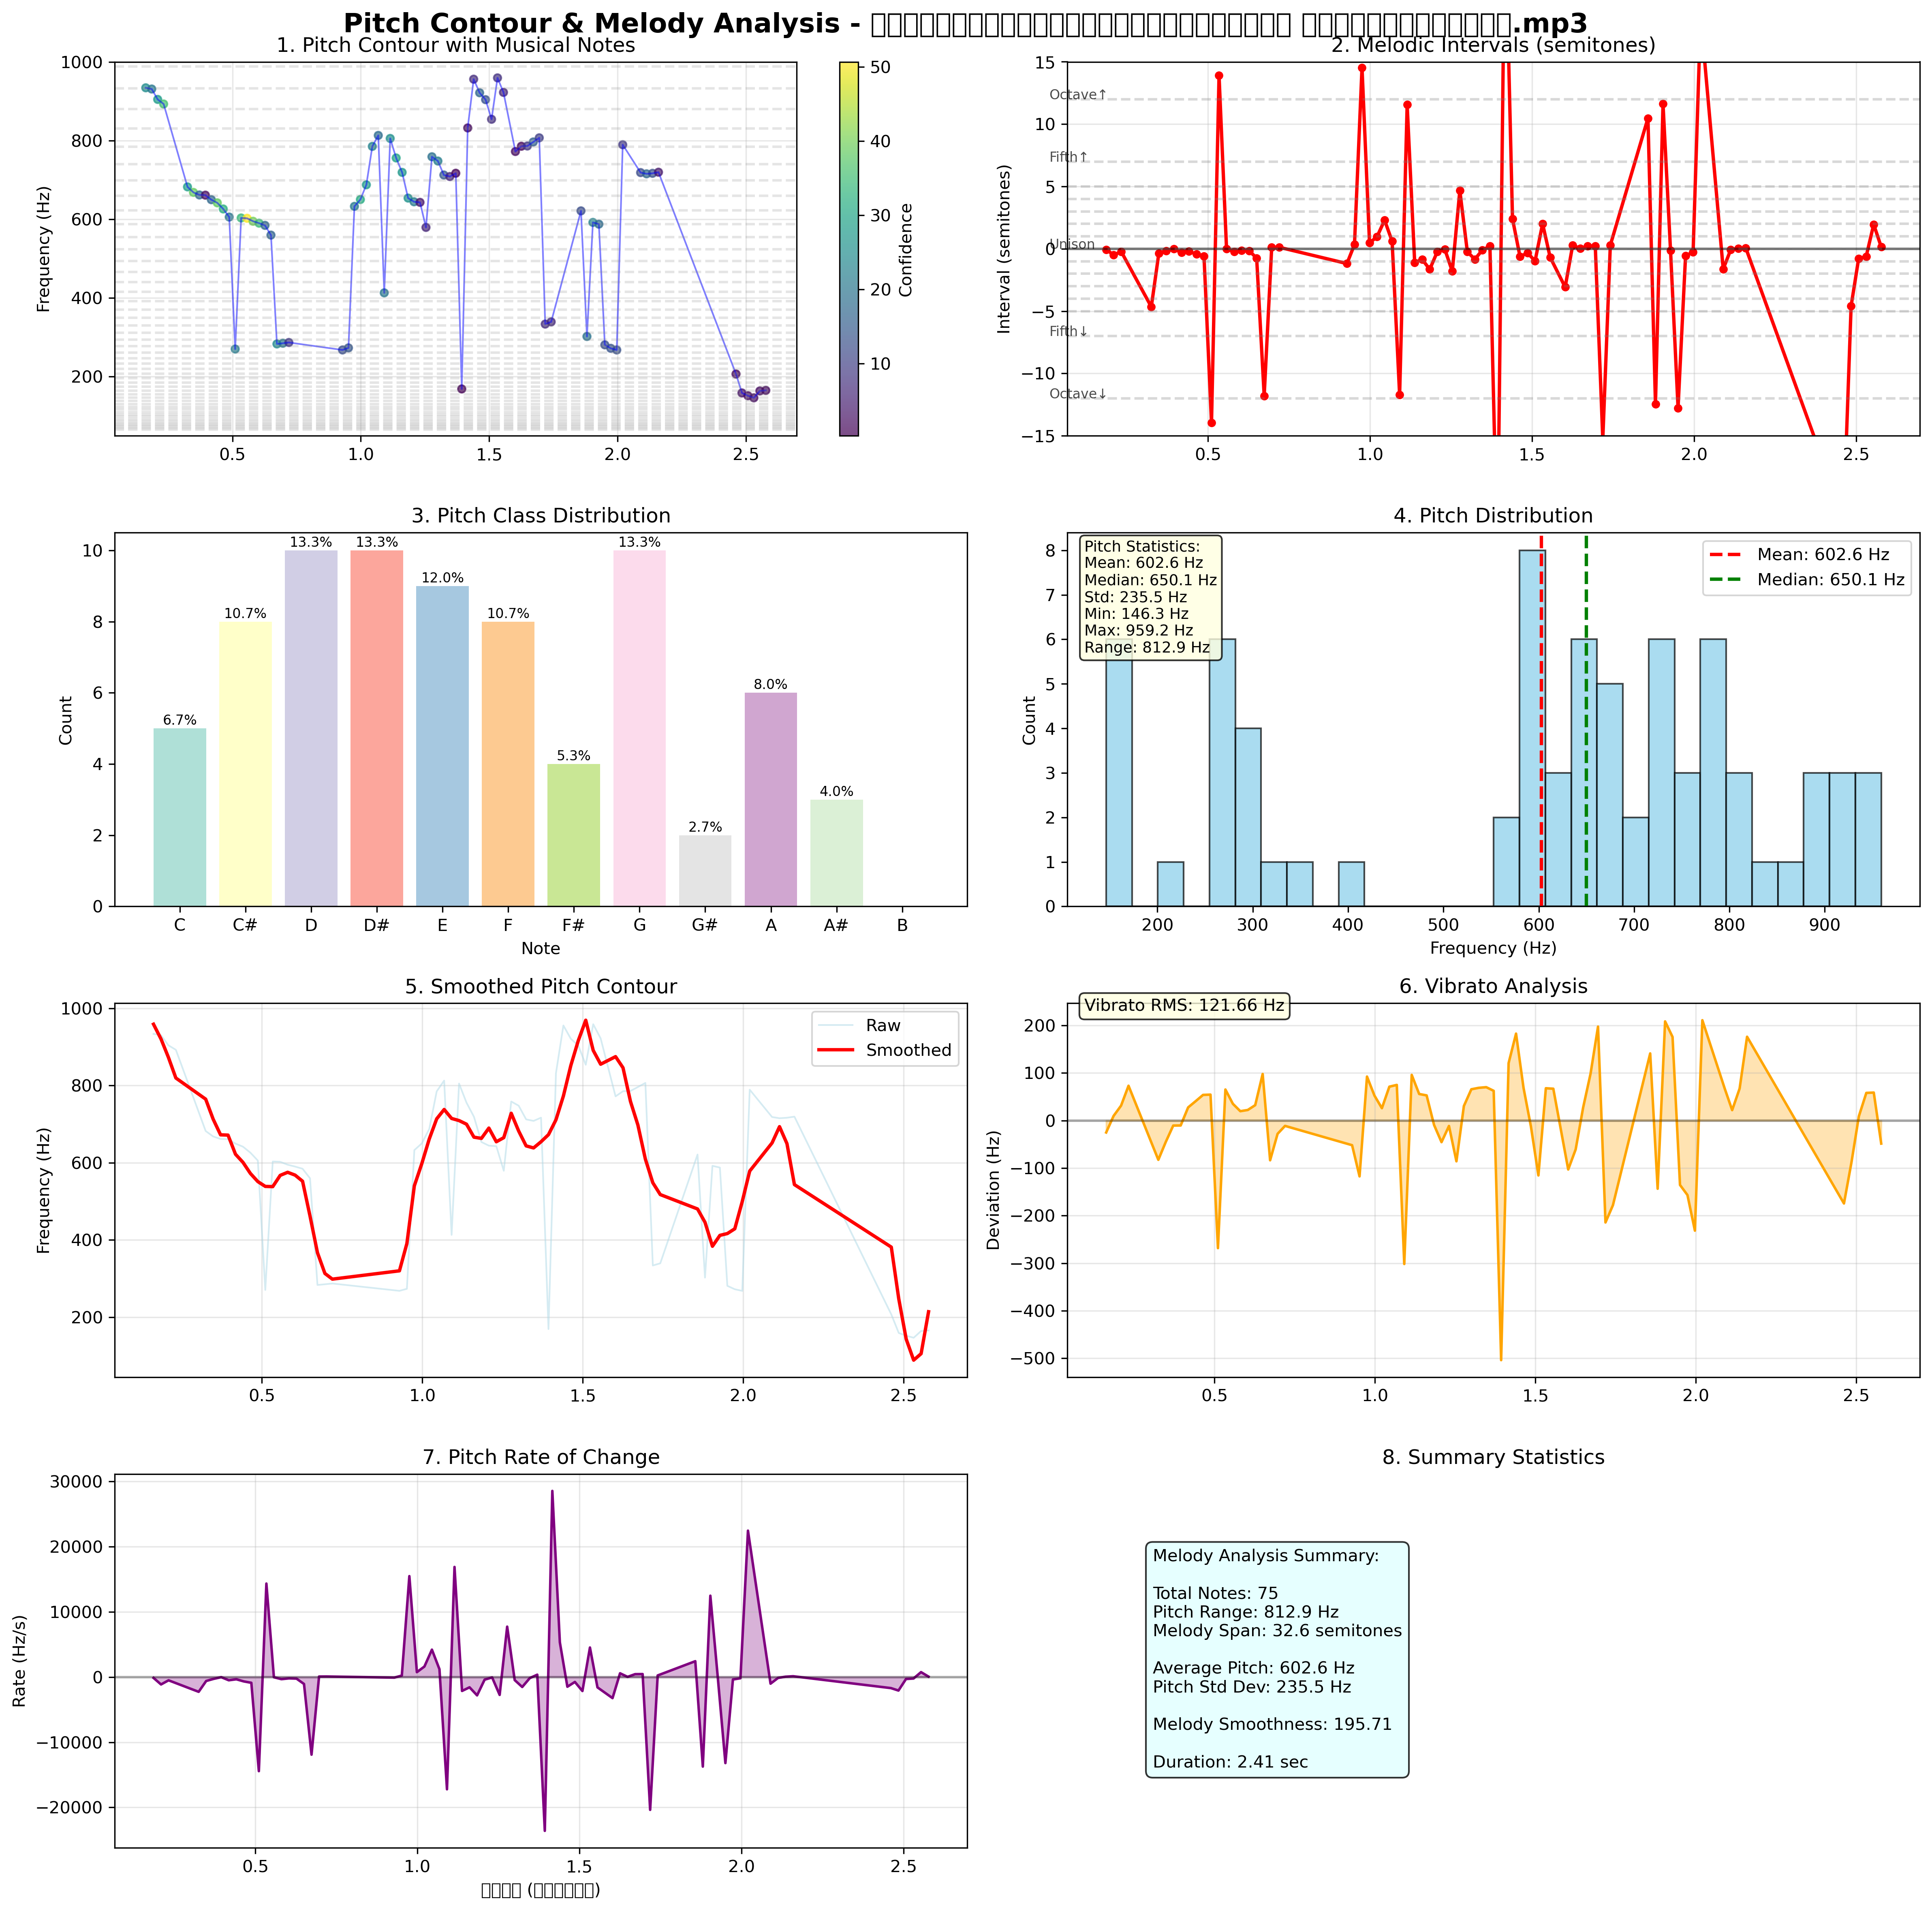 Pitch Contour & Melody Analysis - .mp3
1. Pitch Contour with Musical Notes
Frequency (Hz)
1000
800
600
400
200
0.5 1.0 1.5 2.0 2.5
50
40
30
20
10
Confidence
2. Melodic Intervals (semitones)
Interval (semitones)
15
10
5
0
−5
−10
−15
Octave↑
Fifth↑
Unison
Fifth↓
Octave↓
0.5 1.0 1.5 2.0 2.5
3. Pitch Class Distribution
Count
10
8
6
4
2
0
6.7% 10.7% 13.3% 13.3% 12.0% 10.7% 5.3% 13.3% 2.7% 8.0% 4.0%
C C# D D# E F F# G G# A A# B
Note
4. Pitch Distribution
Count
8
7
6
5
4
3
2
1
0
Pitch Statistics:
Mean: 602.6 Hz
Median: 650.1 Hz
Std: 235.5 Hz
Min: 146.3 Hz
Max: 959.2 Hz
Range: 812.9 Hz
Mean: 602.6 Hz
Median: 650.1 Hz
200 300 400 500 600 700 800 900
Frequency (Hz)
5. Smoothed Pitch Contour
Frequency (Hz)
1000
800
600
400
200
Raw
Smoothed
0.5 1.0 1.5 2.0 2.5
6. Vibrato Analysis
Vibrato RMS: 121.66 Hz
Deviation (Hz)
200
100
0
−100
−200
−300
−400
−500
0.5 1.0 1.5 2.0 2.5
7. Pitch Rate of Change
Rate (Hz/s)
30000
20000
10000
0
−10000
−20000
0.5 1.0 1.5 2.0 2.5
8. Summary Statistics
Melody Analysis Summary:
Total Notes: 75
Pitch Range: 812.9 Hz
Melody Span: 32.6 semitones
Average Pitch: 602.6 Hz
Pitch Std Dev: 235.5 Hz
Melody Smoothness: 195.71
Duration: 2.41 sec